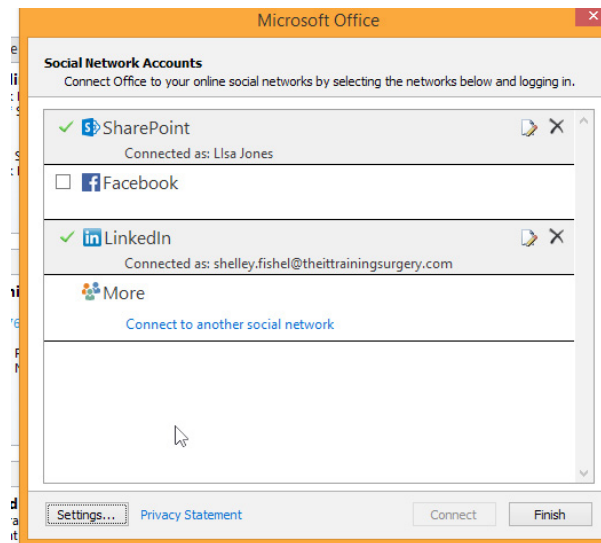 Microsoft Office
Social Network Accounts
Connect Office to your online social networks by selecting the networks below and logging in.
SharePoint
Connected as: LIsa Jones
Facebook
in LinkedIn
Connected as: shelley.fishel@theittrainingsurgery.com
More
Connect to another social network
Settings... Privacy Statement Connect Finish